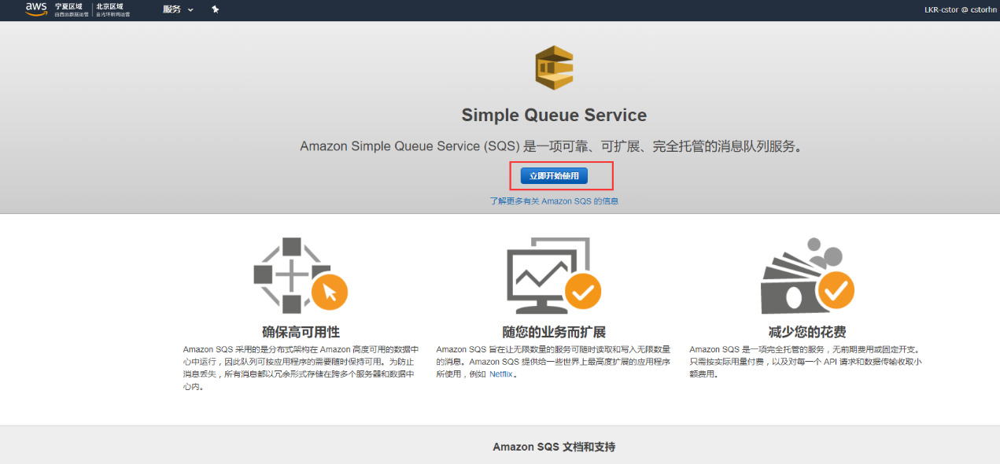 aws
宁夏区域
由西云数据运营
北京区域
由光环新网运营
服务
LKR-cstor @ cstorhn
Simple Queue Service
Amazon Simple Queue Service (SQS) 是一项可靠、可扩展、完全托管的消息队列服务。
立即开始使用
了解更多有关 Amazon SQS 的信息
确保高可用性
Amazon SQS 采用的是分布式架构在 Amazon 高度可用的数据中
心中运行，因此队列可按应用程序的需要随时保持可用。为防止
消息丢失，所有消息都以冗余形式存储在跨多个服务器和数据中
心内。
随您的业务而扩展
Amazon SQS 旨在让无限数量的服务可随时读取和写入无限数量
的消息。Amazon SQS 提供给一些世界上最高度扩展的应用程序
所使用，例如 Netflix。
减少您的花费
Amazon SQS 是一项完全托管的服务，无前期费用或固定开支。
只需按实际用量付费，以及对每一个 API 请求和数据传输收取小
额费用。
Amazon SQS 文档和支持